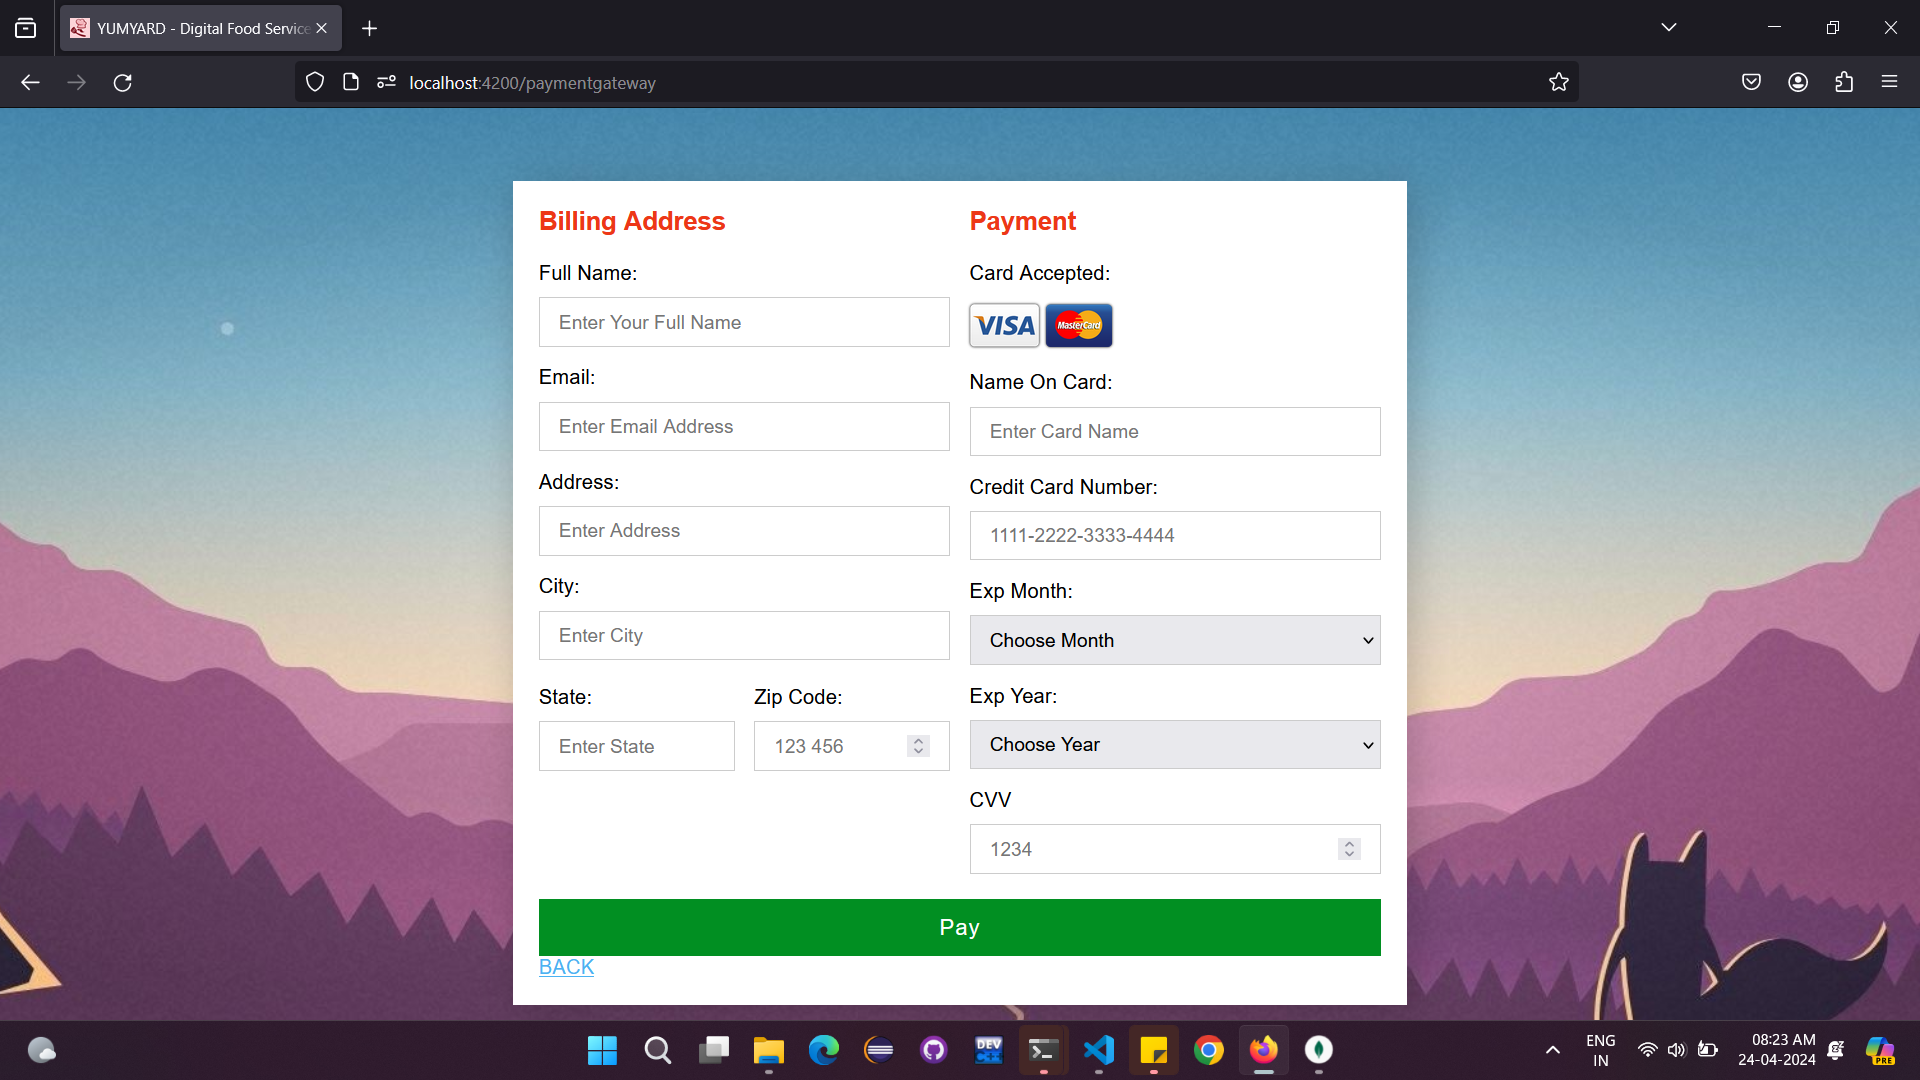 YUMYARD - Digital Food Service
localhost:4200/paymentgateway
Billing Address
Full Name:
Enter Your Full Name
Email:
Enter Email Address
Address:
Enter Address
City:
Enter City
State:
Zip Code:
Enter State
123 456
Payment
Card Accepted:
VISA
MasterCard
Name On Card:
Enter Card Name
Credit Card Number:
1111-2222-3333-4444
Exp Month:
Choose Month
Exp Year:
Choose Year
CVV
1234
Pay
BACK
DEV
ENG
IN
08:23 AM
24-04-2024
PRE